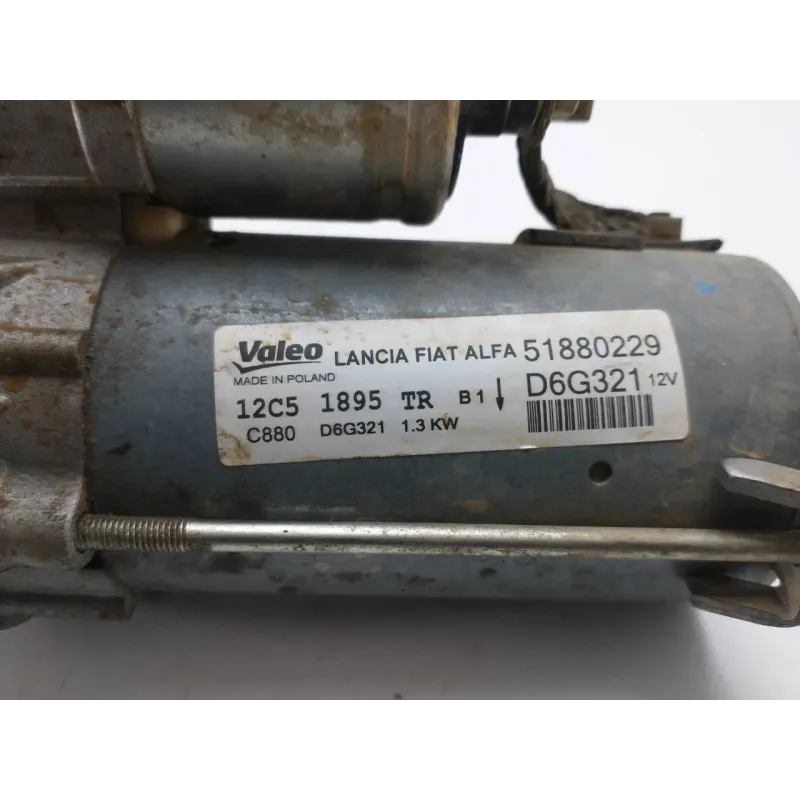 Valeo LANCIA FIAT ALFA 51880229
MADE IN POLAND D6G321 12V
12C5 1895 TR B1
C880 D6G321 1.3 KW